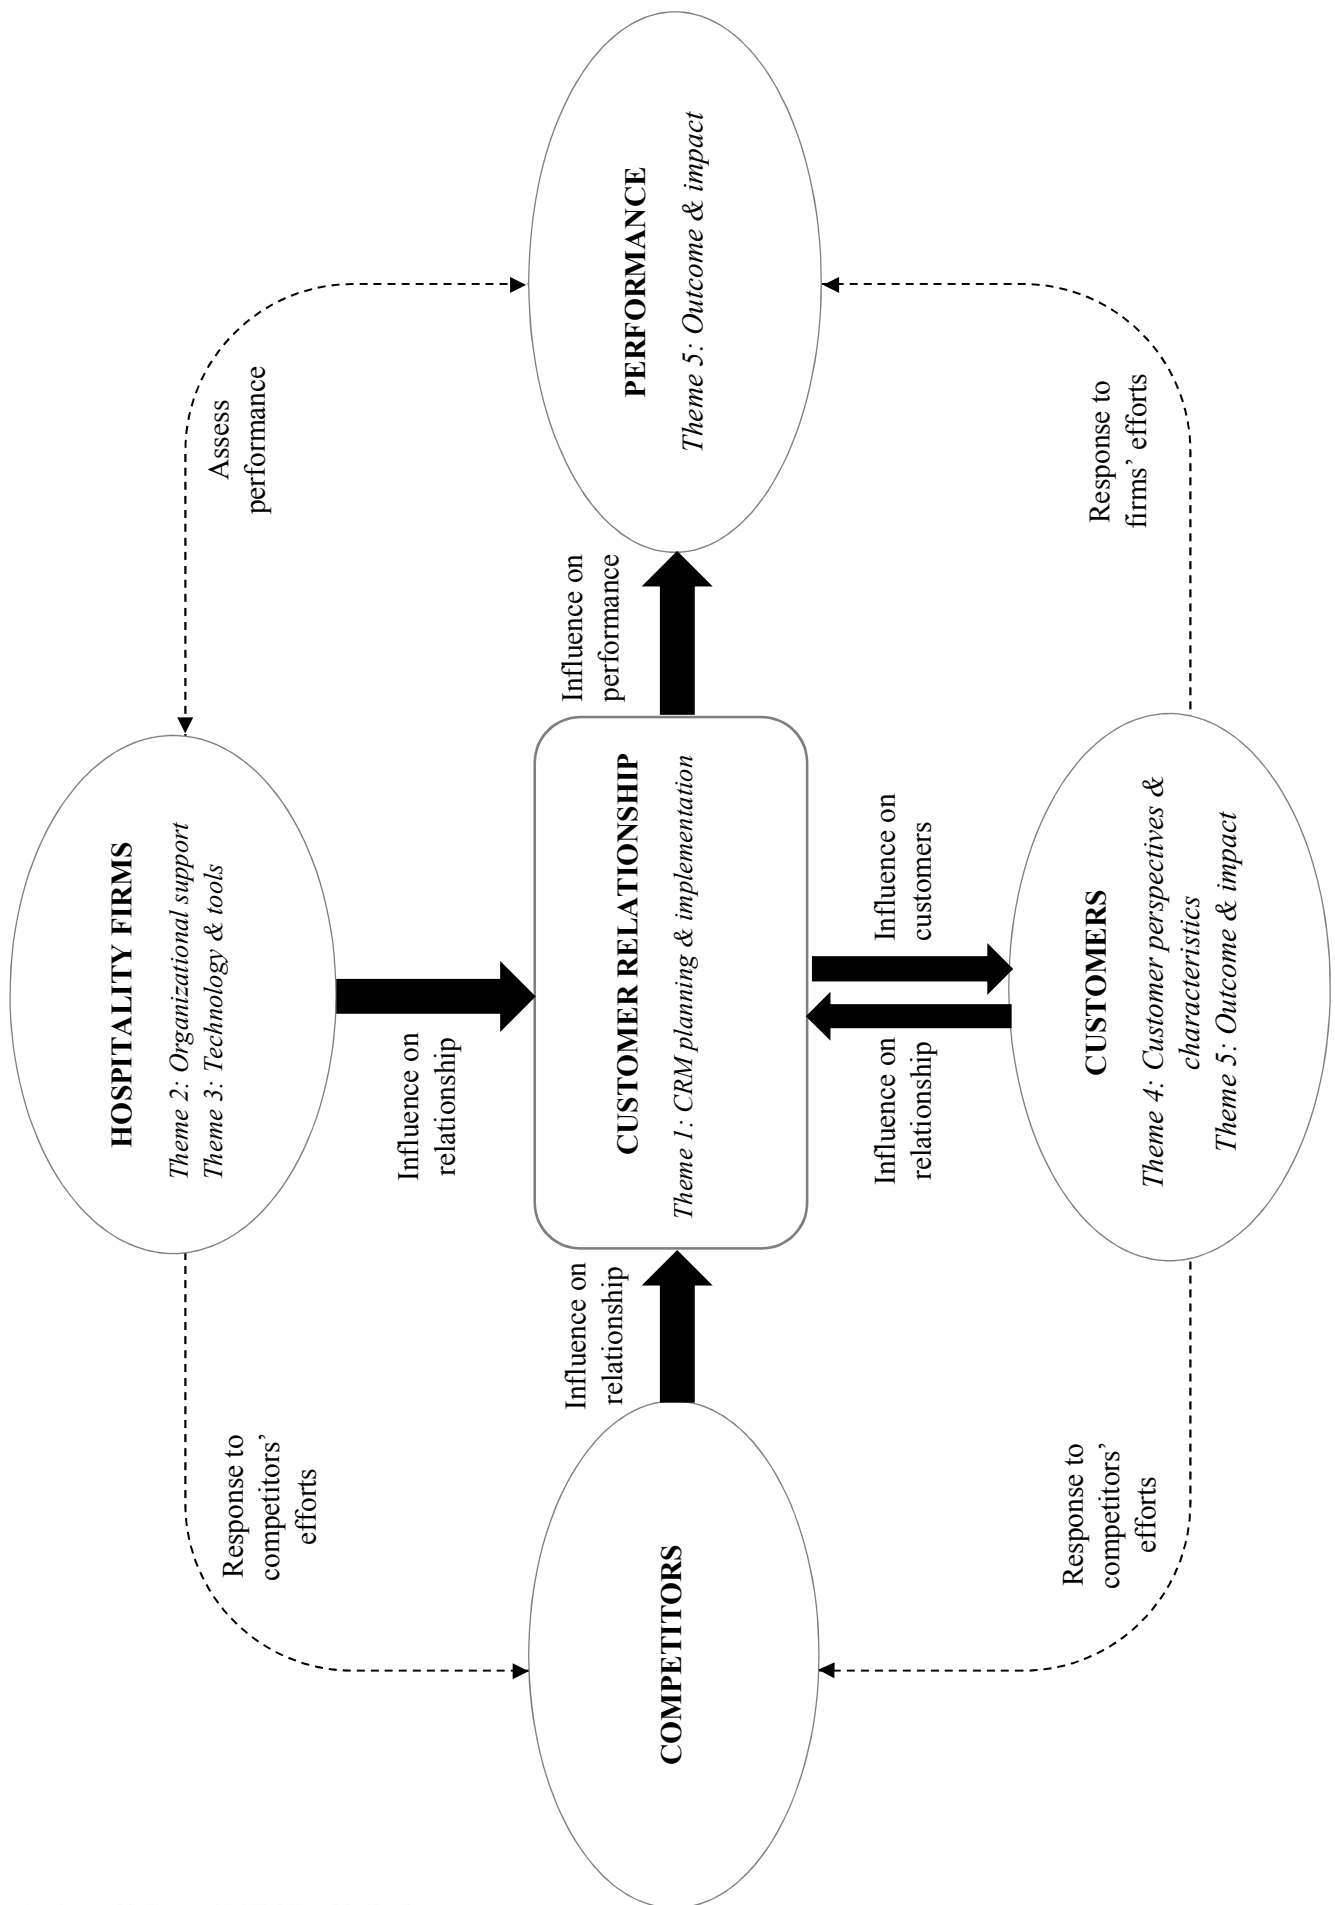 HOSPITALITY FIRMS
Theme 2: Organizational support
Theme 3: Technology & tools
Response to
competitors’
efforts
Assess
performance
Influence on
relationship
COMPETITORS
Influence on
relationship
CUSTOMER RELATIONSHIP
Theme 1: CRM planning & implementation
Influence on
performance
PERFORMANCE
Theme 5: Outcome & impact
Influence on
relationship
Influence on
customers
Response to
competitors’
efforts
CUSTOMERS
Theme 4: Customer perspectives &
characteristics
Theme 5: Outcome & impact
Response to
firms’ efforts